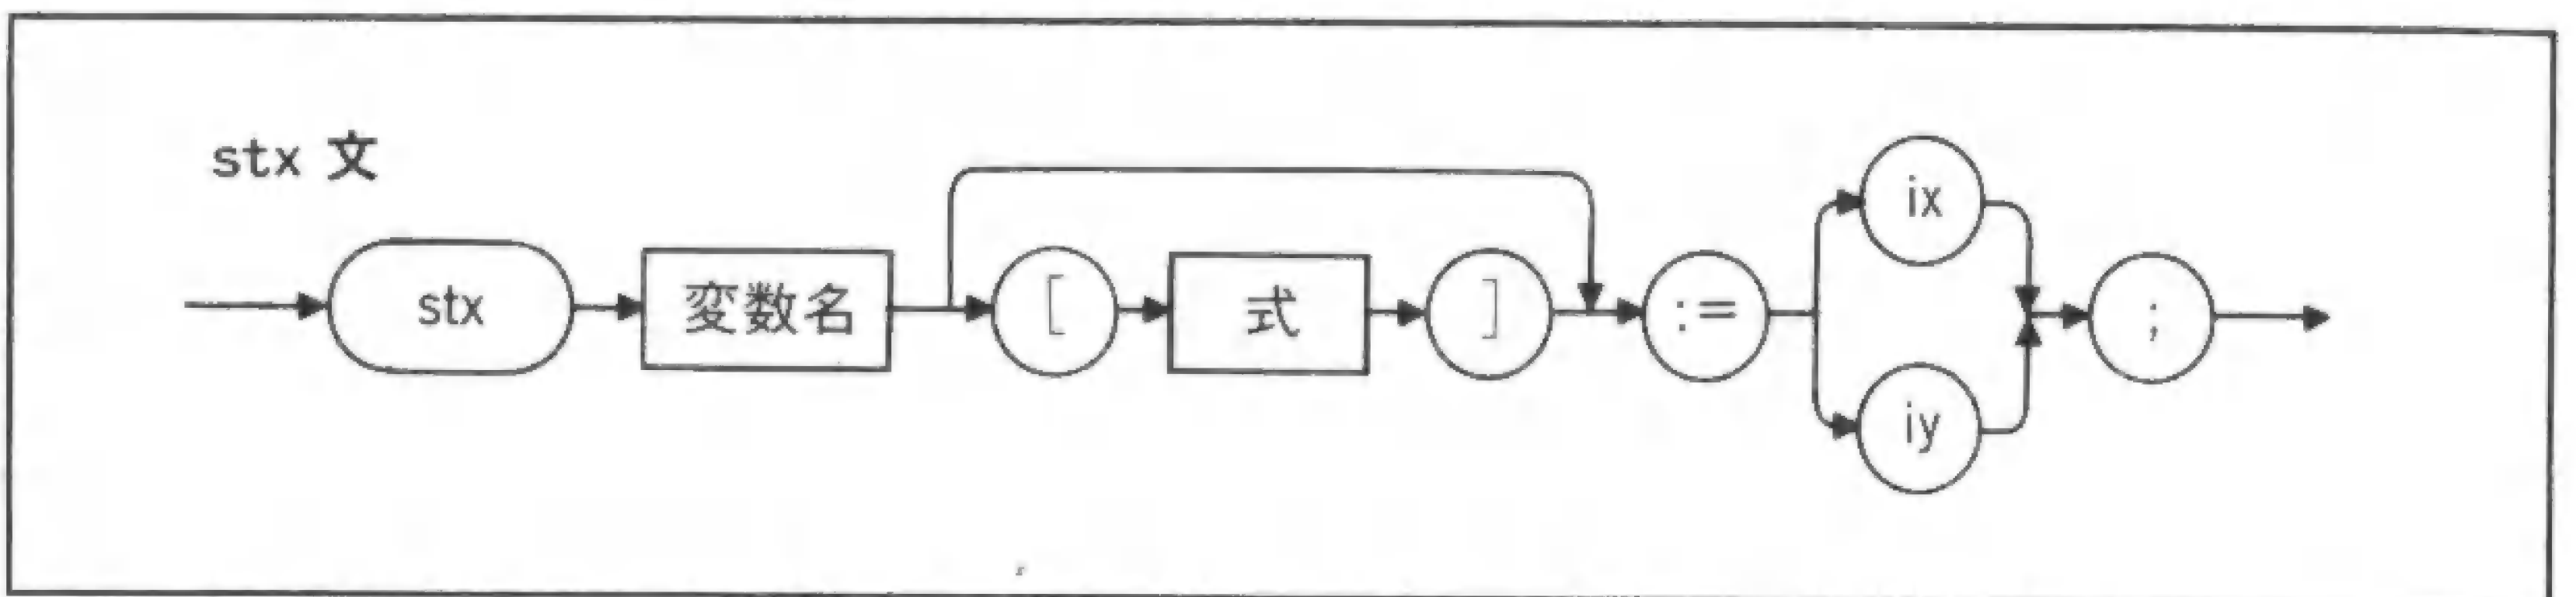 stx 文
stx 変数名 [ 式 ] := ix iy ;